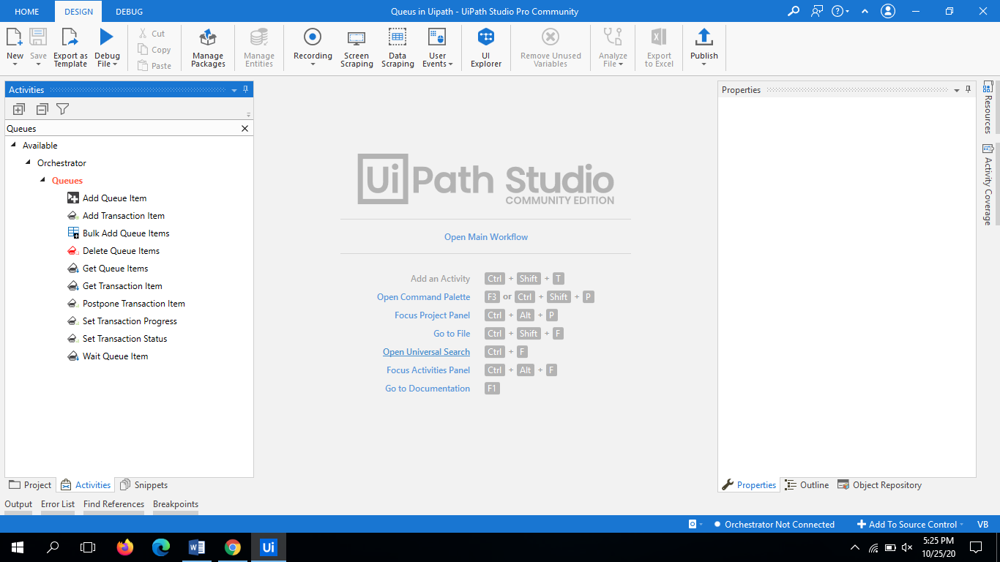 HOME DESIGN DEBUG Queus in Uipath - UiPath Studio Pro Community
New Save Export as Template Debug File Cut Copy Paste Manage Packages Manage Entities Recording Screen Scraping Data Scraping User Events UI Explorer Remove Unused Variables Analyze File Export to Excel Publish
Activities
Queues
Available
Orchestrator
Queues
Add Queue Item
Add Transaction Item
Bulk Add Queue Items
Delete Queue Items
Get Queue Items
Get Transaction Item
Postpone Transaction Item
Set Transaction Progress
Set Transaction Status
Wait Queue Item
Project Activities Snippets
UiPath Studio
COMMUNITY EDITION
Open Main Workflow
Add an Activity Ctrl + Shift + T
Open Command Palette F3 or Ctrl + Shift + P
Focus Project Panel Ctrl + Alt + P
Go to File Ctrl + Shift + F
Open Universal Search Ctrl + F
Focus Activities Panel Ctrl + Alt + F
Go to Documentation F1
Properties
Properties Outline Object Repository
Resources
Activity Coverage
Output Error List Find References Breakpoints
Orchestrator Not Connected Add To Source Control VB
Ui
5:25 PM
10/25/20